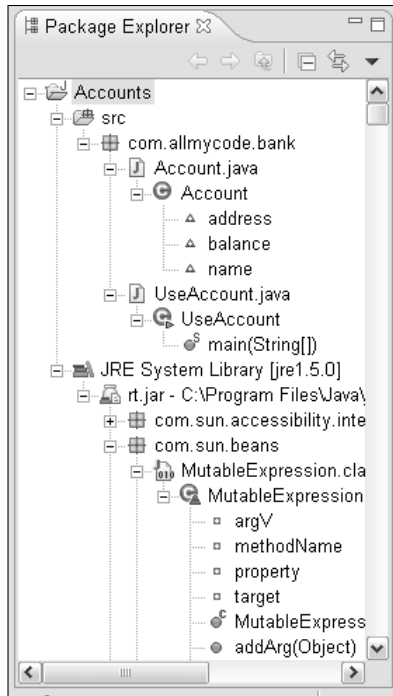 Package Explorer
Accounts
src
com.allmycode.bank
Account.java
Account
address
balance
name
UseAccount.java
UseAccount
main(String[])
JRE System Library [jre1.5.0]
rt.jar - C:\Program Files\Java\
com.sun.accessibility.inte
com.sun.beans
MutableExpression.cla
MutableExpression
argV
methodName
property
target
MutableExpress
addArg(Object)